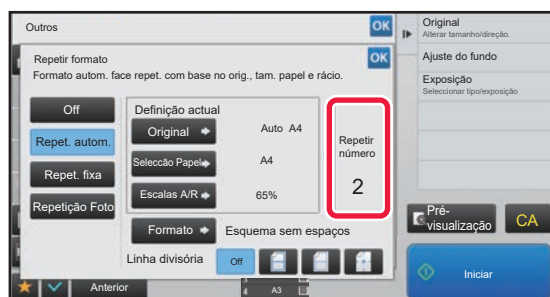 Outros
OK
Repetir formato
OK
Formato autom. face repet. com base no orig., tam. papel e rácio.
Off
Repet. autom.
Repet. fixa
Repetição Foto
Definição actual
Original
Auto A4
Selecção Papel
A4
Escalas A/R
65%
Repetir
número
2
Formato
Esquema sem espaços
Linha divisória
Off
Anterior
A3
Original
Alterar tamanho/direção.
Ajuste do fundo
Exposição
Seleccionar tipo/exposição
Pré-
visualização
CA
Iniciar